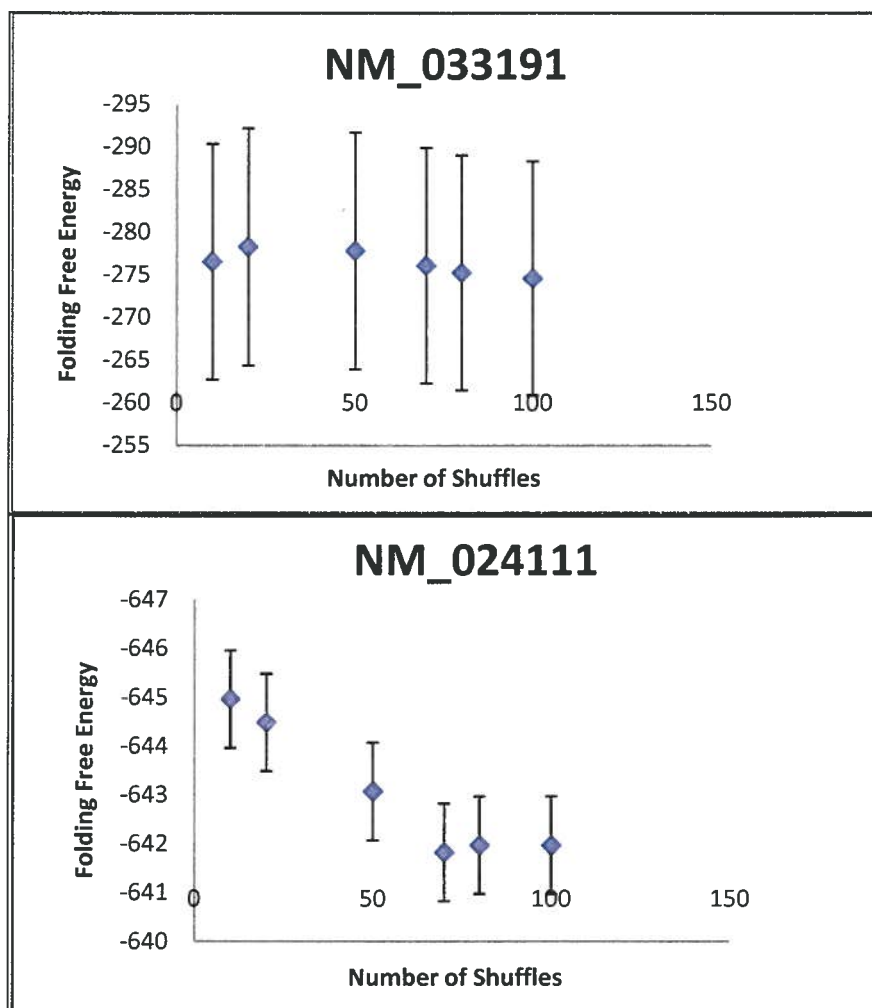 NM_033191
-295
-290
-285
-280
-275
-270
-265
-260
-255
0 50 100 150
Folding Free Energy
Number of Shuffles
NM_024111
-647
-646
-645
-644
-643
-642
-641
-640
0 50 100 150
Folding Free Energy
Number of Shuffles